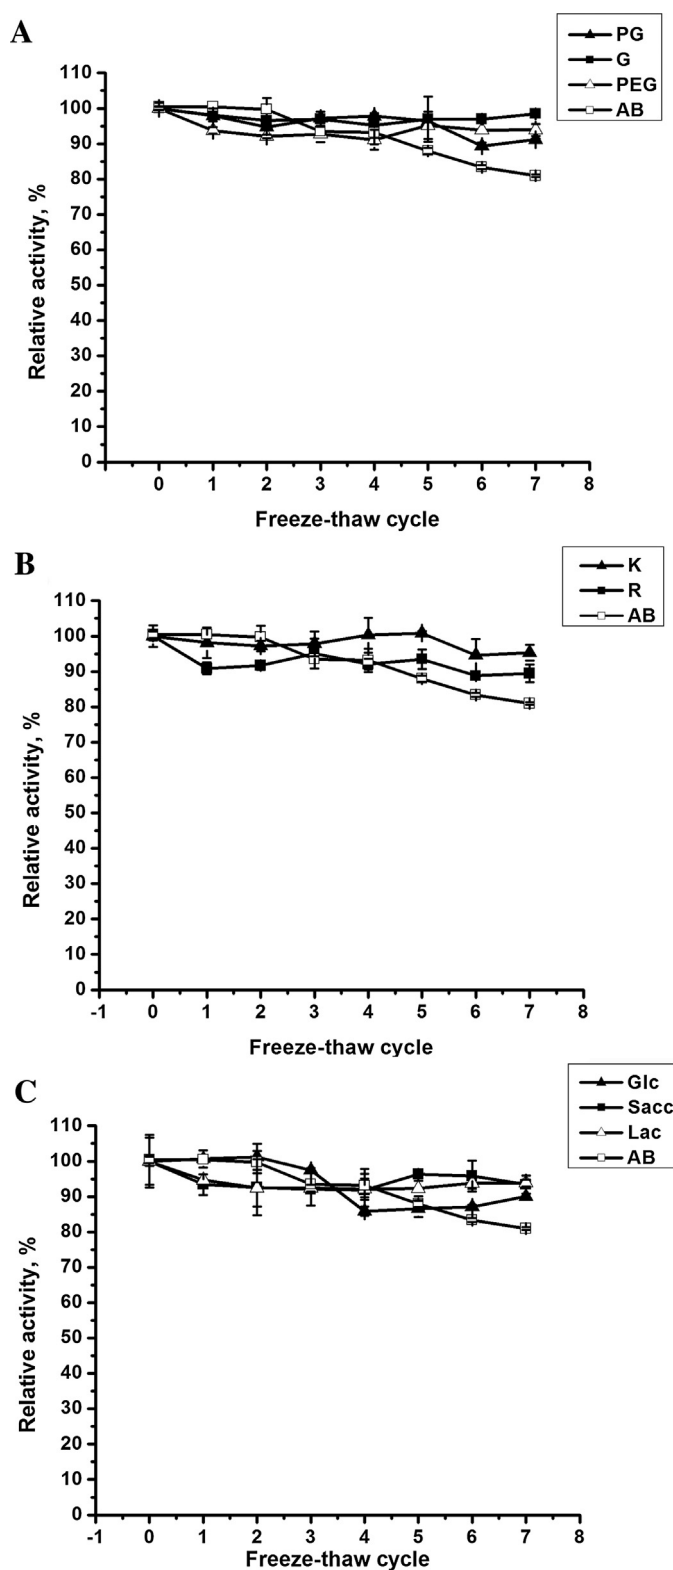 A
PG
G
PEG
AB
110
100
90
80
70
60
50
40
30
20
10
0
Relative activity, %
0 1 2 3 4 5 6 7 8
Freeze-thaw cycle
B
K
R
AB
110
100
90
80
70
60
50
40
30
20
10
0
Relative activity, %
-1 0 1 2 3 4 5 6 7 8
Freeze-thaw cycle
C
Glc
Sacc
Lac
AB
110
100
90
80
70
60
50
40
30
20
10
0
Relative activity, %
-1 0 1 2 3 4 5 6 7 8
Freeze-thaw cycle